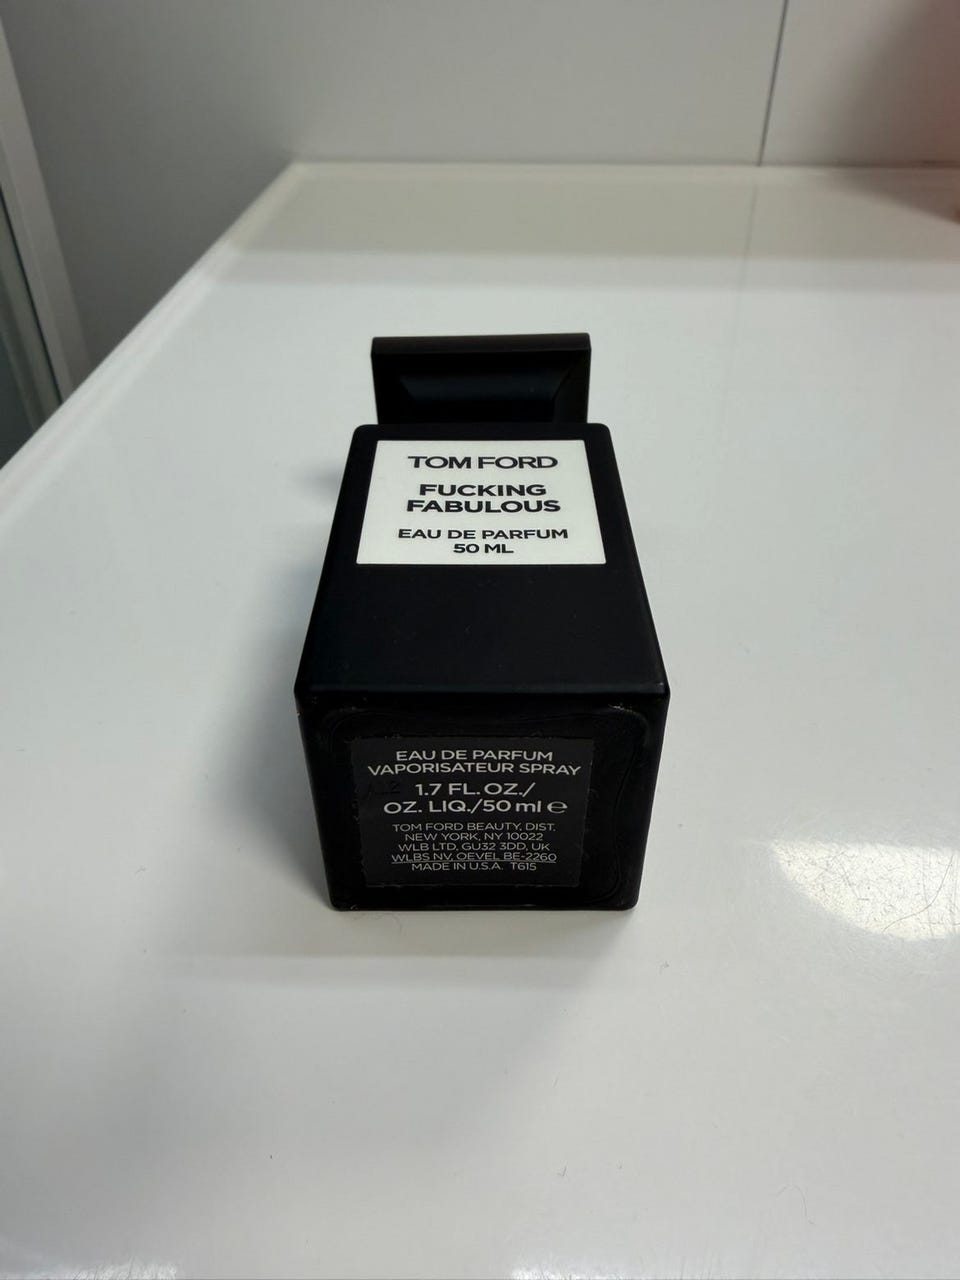 TOM FORD
FUCKING
FABULOUS
EAU DE PARFUM
50 ML
EAU DE PARFUM
VAPORISATEUR SPRAY
1.7 FL. OZ./
OZ. LIQ./50 ml ℮
TOM FORD BEAUTY, DIST.
NEW YORK, NY 10022
WLB LTD, GU32 3DD, UK
WLBS NV, OEVEL BE-2260
MADE IN U.S.A. T615